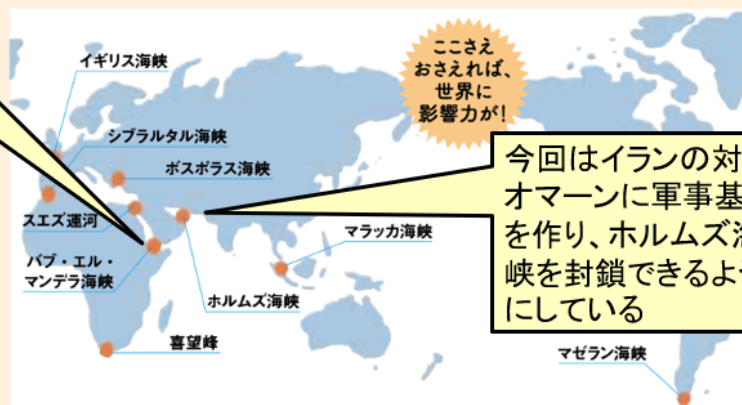 ここさえ
おさえれば、
世界に
影響力が!
イギリス海峡
ジブラルタル海峡
ボスポラス海峡
スエズ運河
バブ・エル・
マンデラ海峡
ホルムズ海峡
マラッカ海峡
喜望峰
マゼラン海峡
今回はイランの対
オマーンに軍事基
を作り、ホルムズ海
峡を封鎖できるよ
にしている